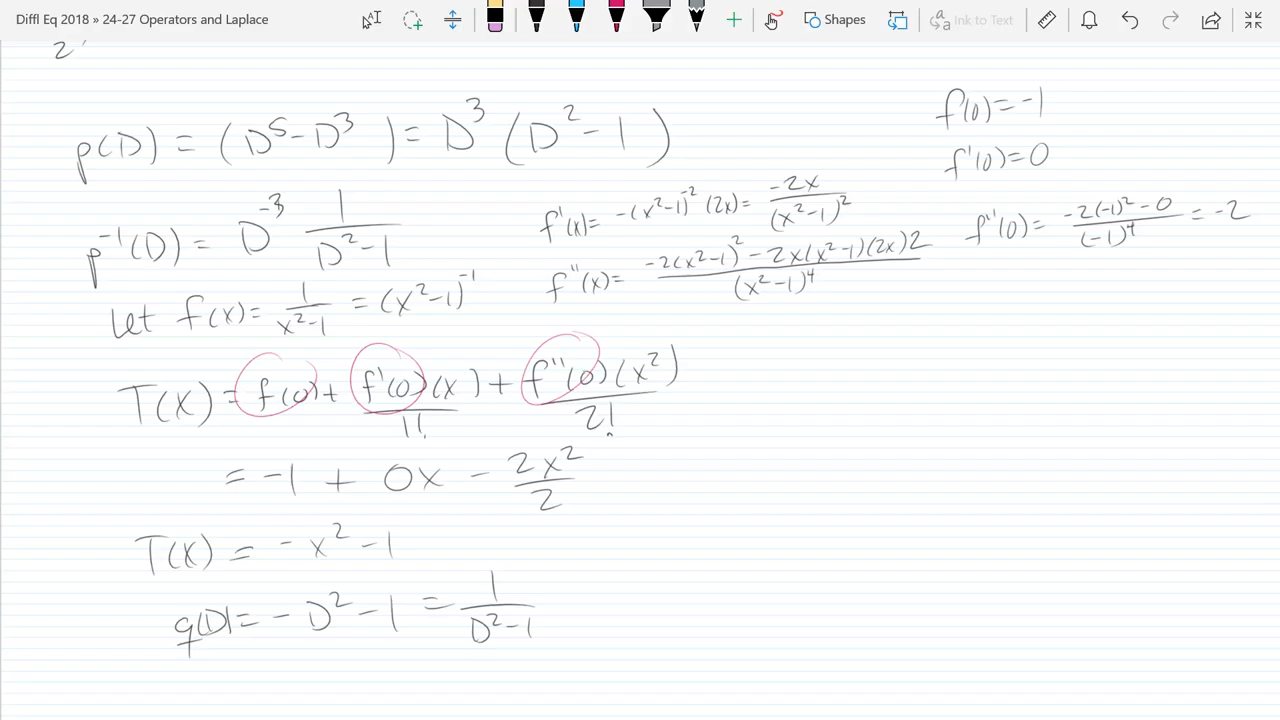 Diffl Eq 2018 » 24-27 Operators and Laplace
Shapes
Ink to Text
2
p(D) = (D⁵ - D³ ) = D³ (D² - 1 )
f(0) = -1
f'(0) = 0
p⁻¹(D) = D⁻³ 1/(D² - 1)
f'(x) = -(x²-1)⁻² (2x) = -2x/(x²-1)²
f''(0) = (-2(-1)² - 0)/(-1)⁴ = -2
f''(x) = (-2(x²-1)² - 2x(x²-1)(2x)2)/(x²-1)⁴
Let f(x) = 1/(x²-1) = (x²-1)⁻¹
T(x) = f(0) + f'(0)(x)/1! + f''(0)(x²)/2!
= -1 + 0x - 2x²/2
T(x) = -x² - 1
q(D) = -D² - 1 = 1/(D²-1)